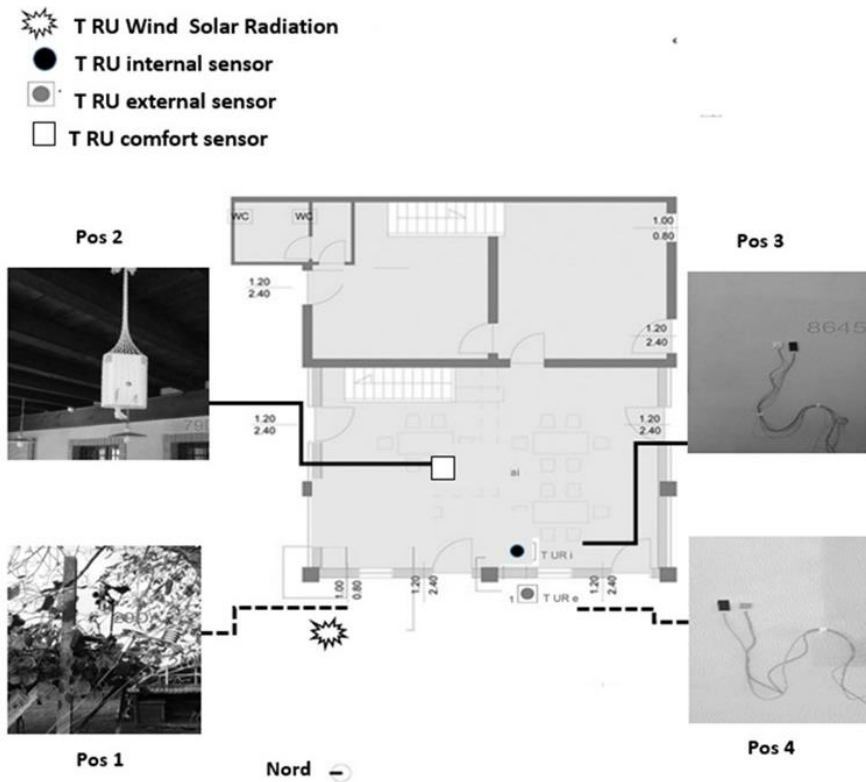 T RU Wind Solar Radiation
T RU internal sensor
T RU external sensor
T RU comfort sensor
Pos 2
Pos 3
WC
WC
1.00
0.80
1.20
2.40
1.20
2.40
8645
790
1.20
2.40
1.20
2.40
ai
T UR i
1.00
0.80
1.20
2.40
1.20
2.40
t
T UR e
Pos 1
Pos 4
Nord